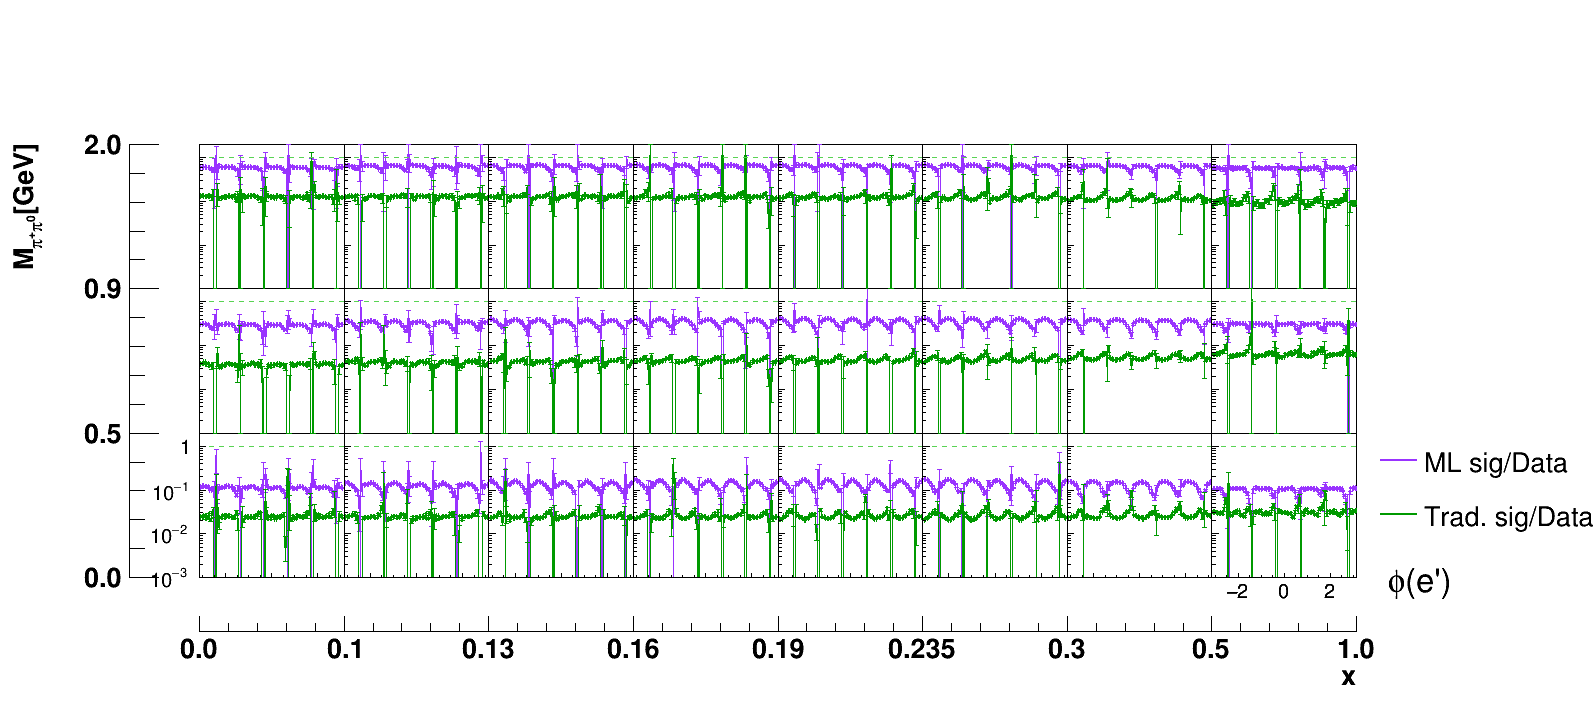 M π⁺π⁰ [GeV]
2.0
0.9
0.5
0.0
1
10⁻¹
10⁻²
10⁻³
ML sig/Data
Trad. sig/Data
−2 0 2
ϕ(e')
0.0 0.1 0.13 0.16 0.19 0.235 0.3 0.5 1.0
x